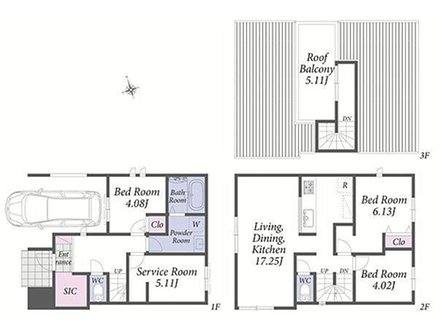 Roof
Balcony
5.11J
DN
3F
Bed Room
4.08J
Bath
Room
Clo
W
Powder
Room
Ent
rance
SIC
WC
UP
Service Room
5.11J
1F
Living,
Dining,
Kitchen
17.25J
R
Bed Room
6.13J
Clo
WC
UP
DN
Bed Room
4.02J
2F